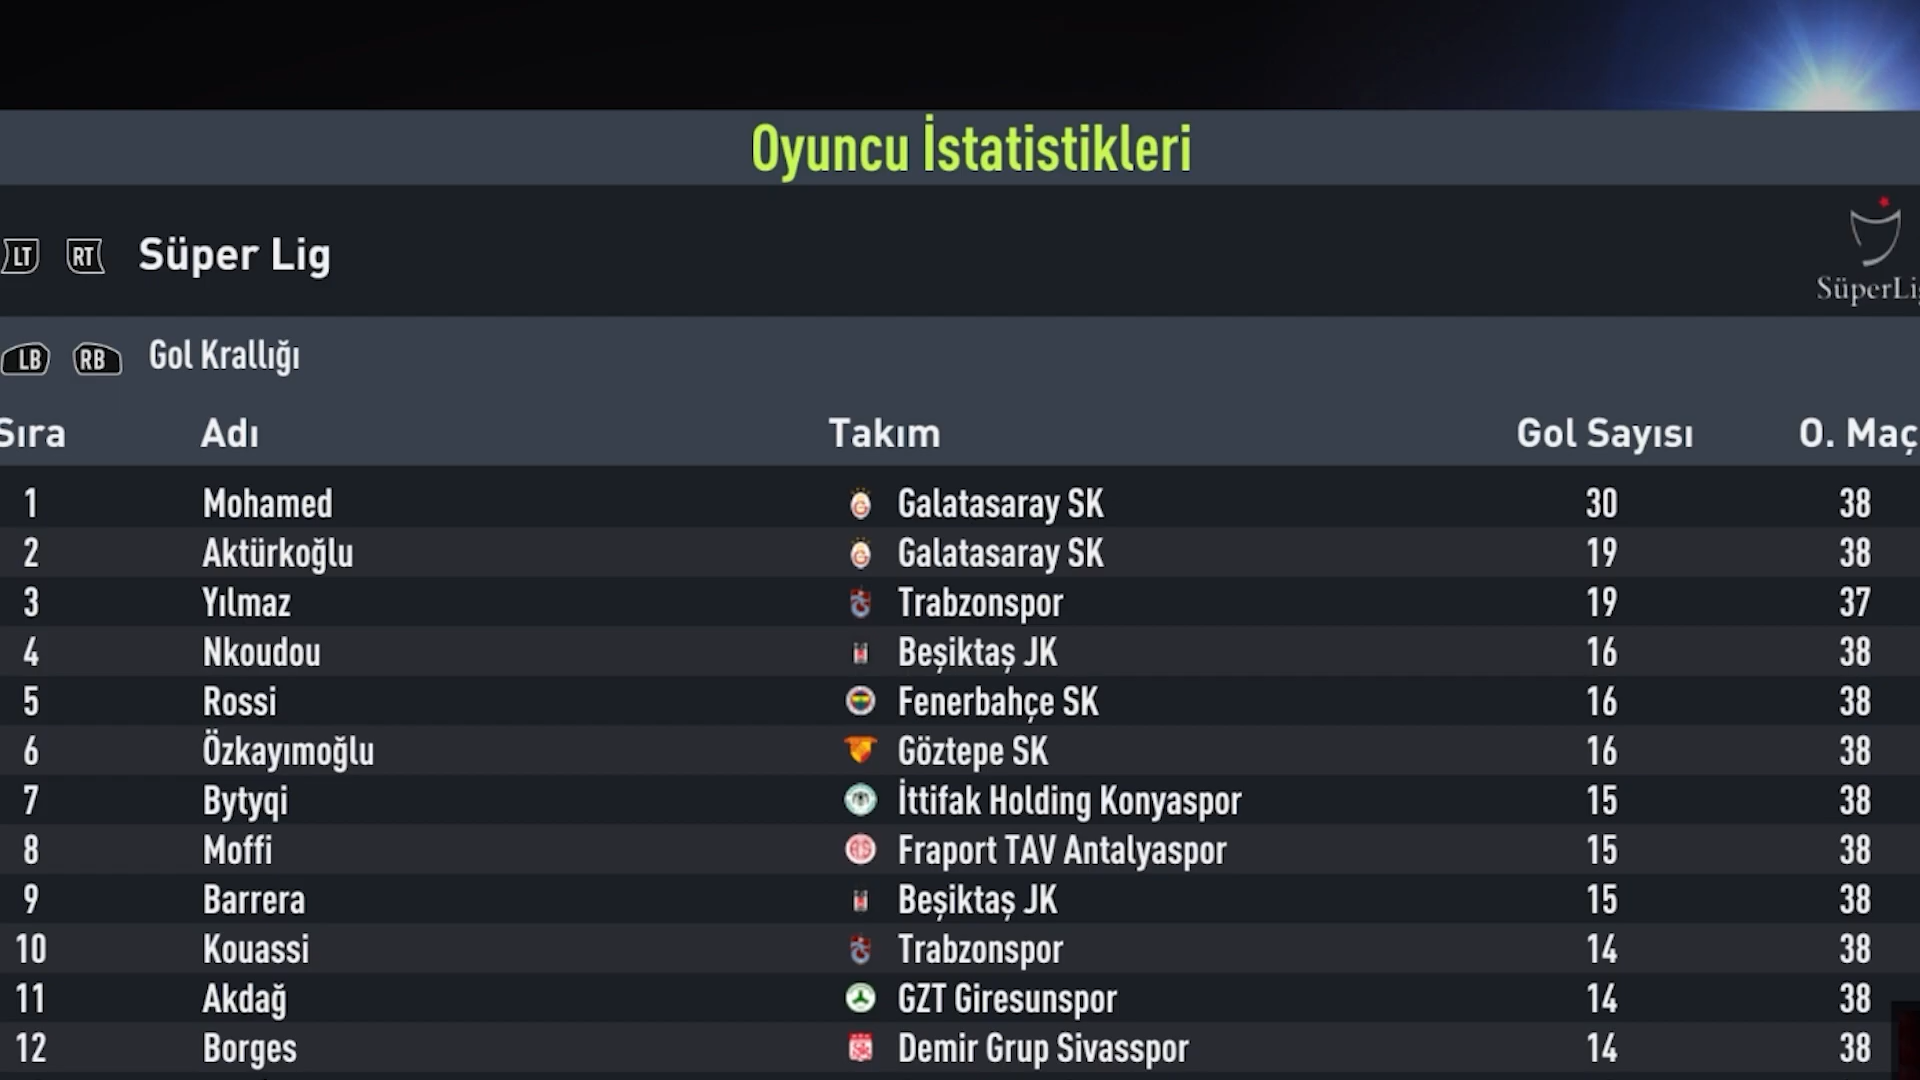 Oyuncu İstatistikleri
LT RT Süper Lig
SüperLi
LB RB Gol Krallığı
Sıra Adı Takım Gol Sayısı O. Maç
1 Mohamed Galatasaray SK 30 38
2 Aktürkoğlu Galatasaray SK 19 38
3 Yılmaz Trabzonspor 19 37
4 Nkoudou Beşiktaş JK 16 38
5 Rossi Fenerbahçe SK 16 38
6 Özkayımoğlu Göztepe SK 16 38
7 Bytyqi İttifak Holding Konyaspor 15 38
8 Moffi Fraport TAV Antalyaspor 15 38
9 Barrera Beşiktaş JK 15 38
10 Kouassi Trabzonspor 14 38
11 Akdağ GZT Giresunspor 14 38
12 Borges Demir Grup Sivasspor 14 38